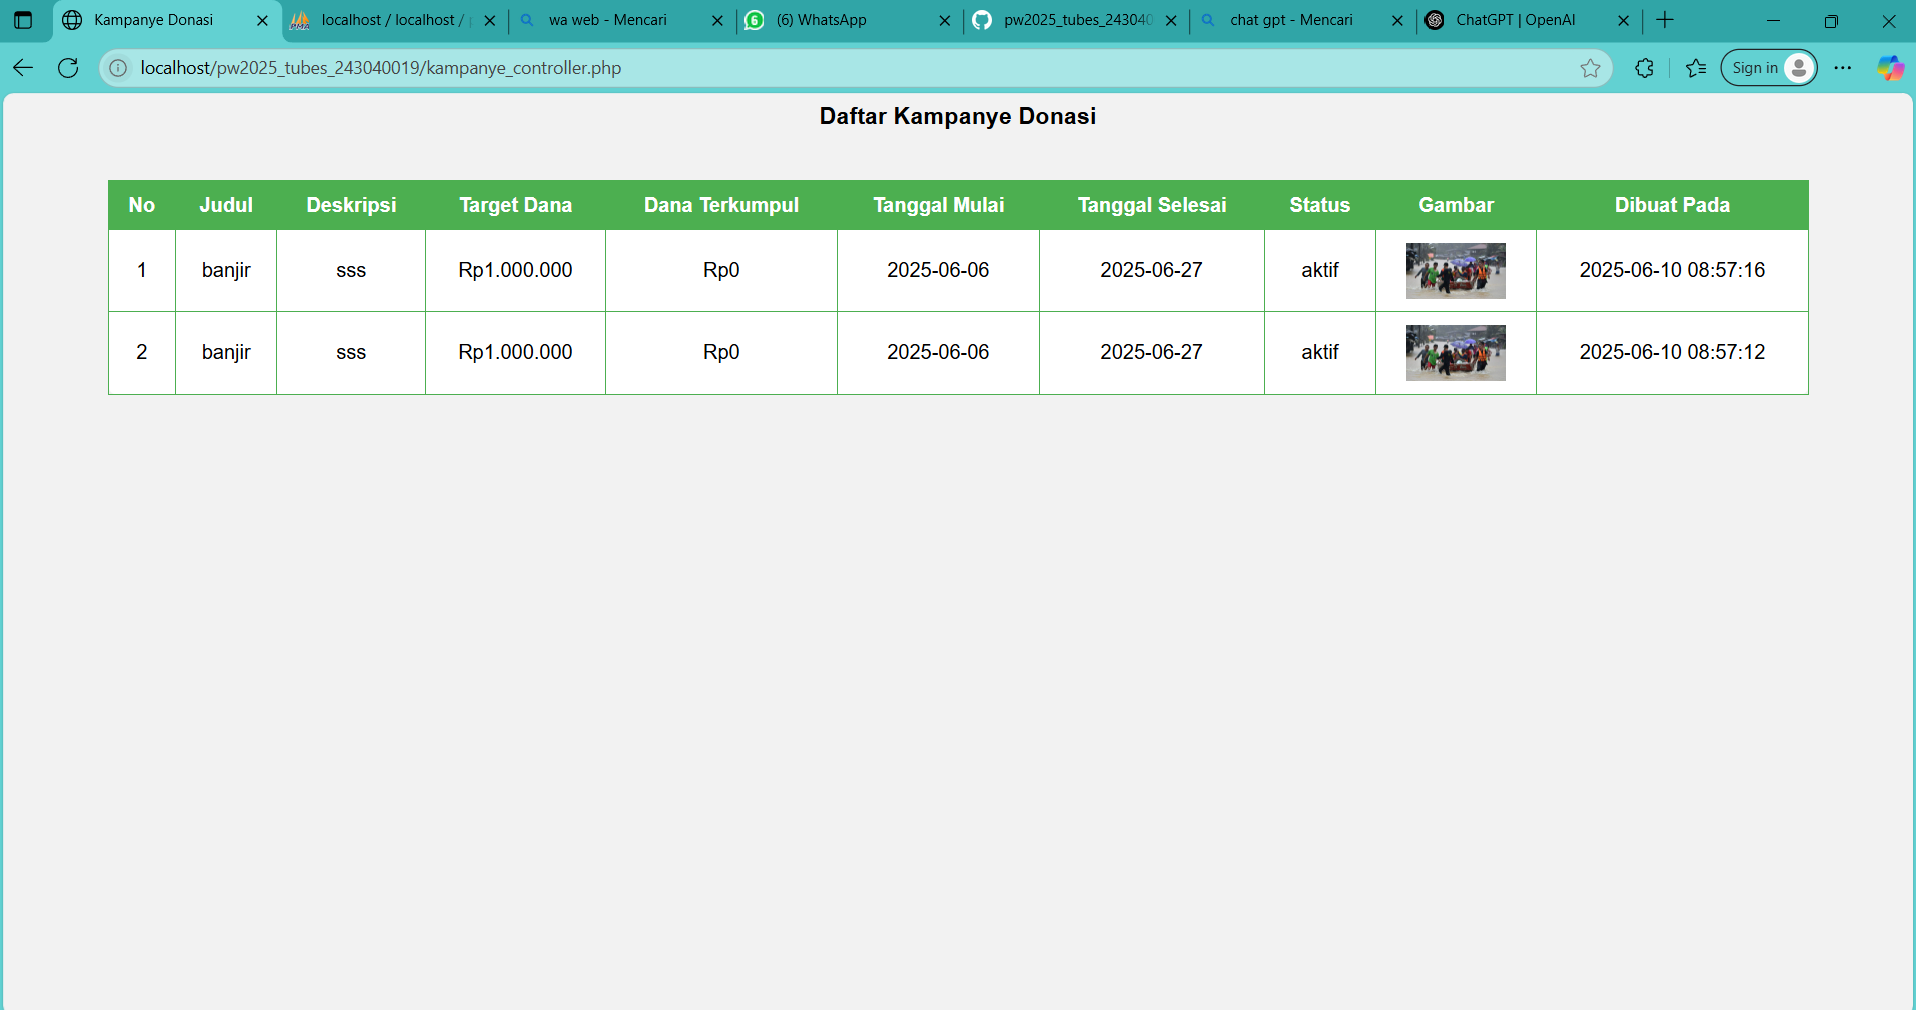 Kampanye Donasi
localhost / localhost /
wa web - Mencari
(6) WhatsApp
pw2025_tubes_243040
chat gpt - Mencari
ChatGPT | OpenAI
localhost/pw2025_tubes_243040019/kampanye_controller.php
Sign in
Daftar Kampanye Donasi
No Judul Deskripsi Target Dana Dana Terkumpul Tanggal Mulai Tanggal Selesai Status Gambar Dibuat Pada
1 banjir sss Rp1.000.000 Rp0 2025-06-06 2025-06-27 aktif 2025-06-10 08:57:16
2 banjir sss Rp1.000.000 Rp0 2025-06-06 2025-06-27 aktif 2025-06-10 08:57:12